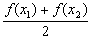 f(x₁) + f(x₂)
2